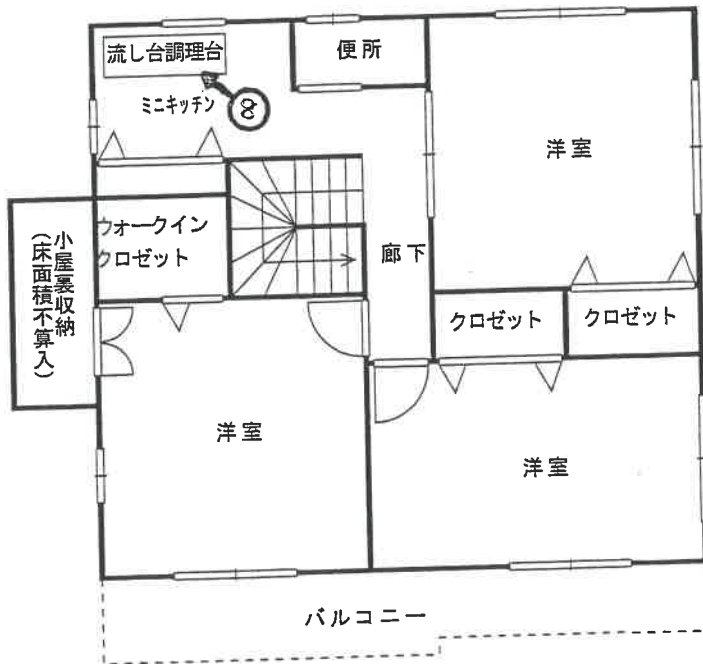 流し台調理台
便所
ミニキッチン
⑧
洋室
ウォークイン
クロゼット
小屋裏収納
（床面積不算入）
廊下
クロゼット
クロゼット
洋室
洋室
バルコニー